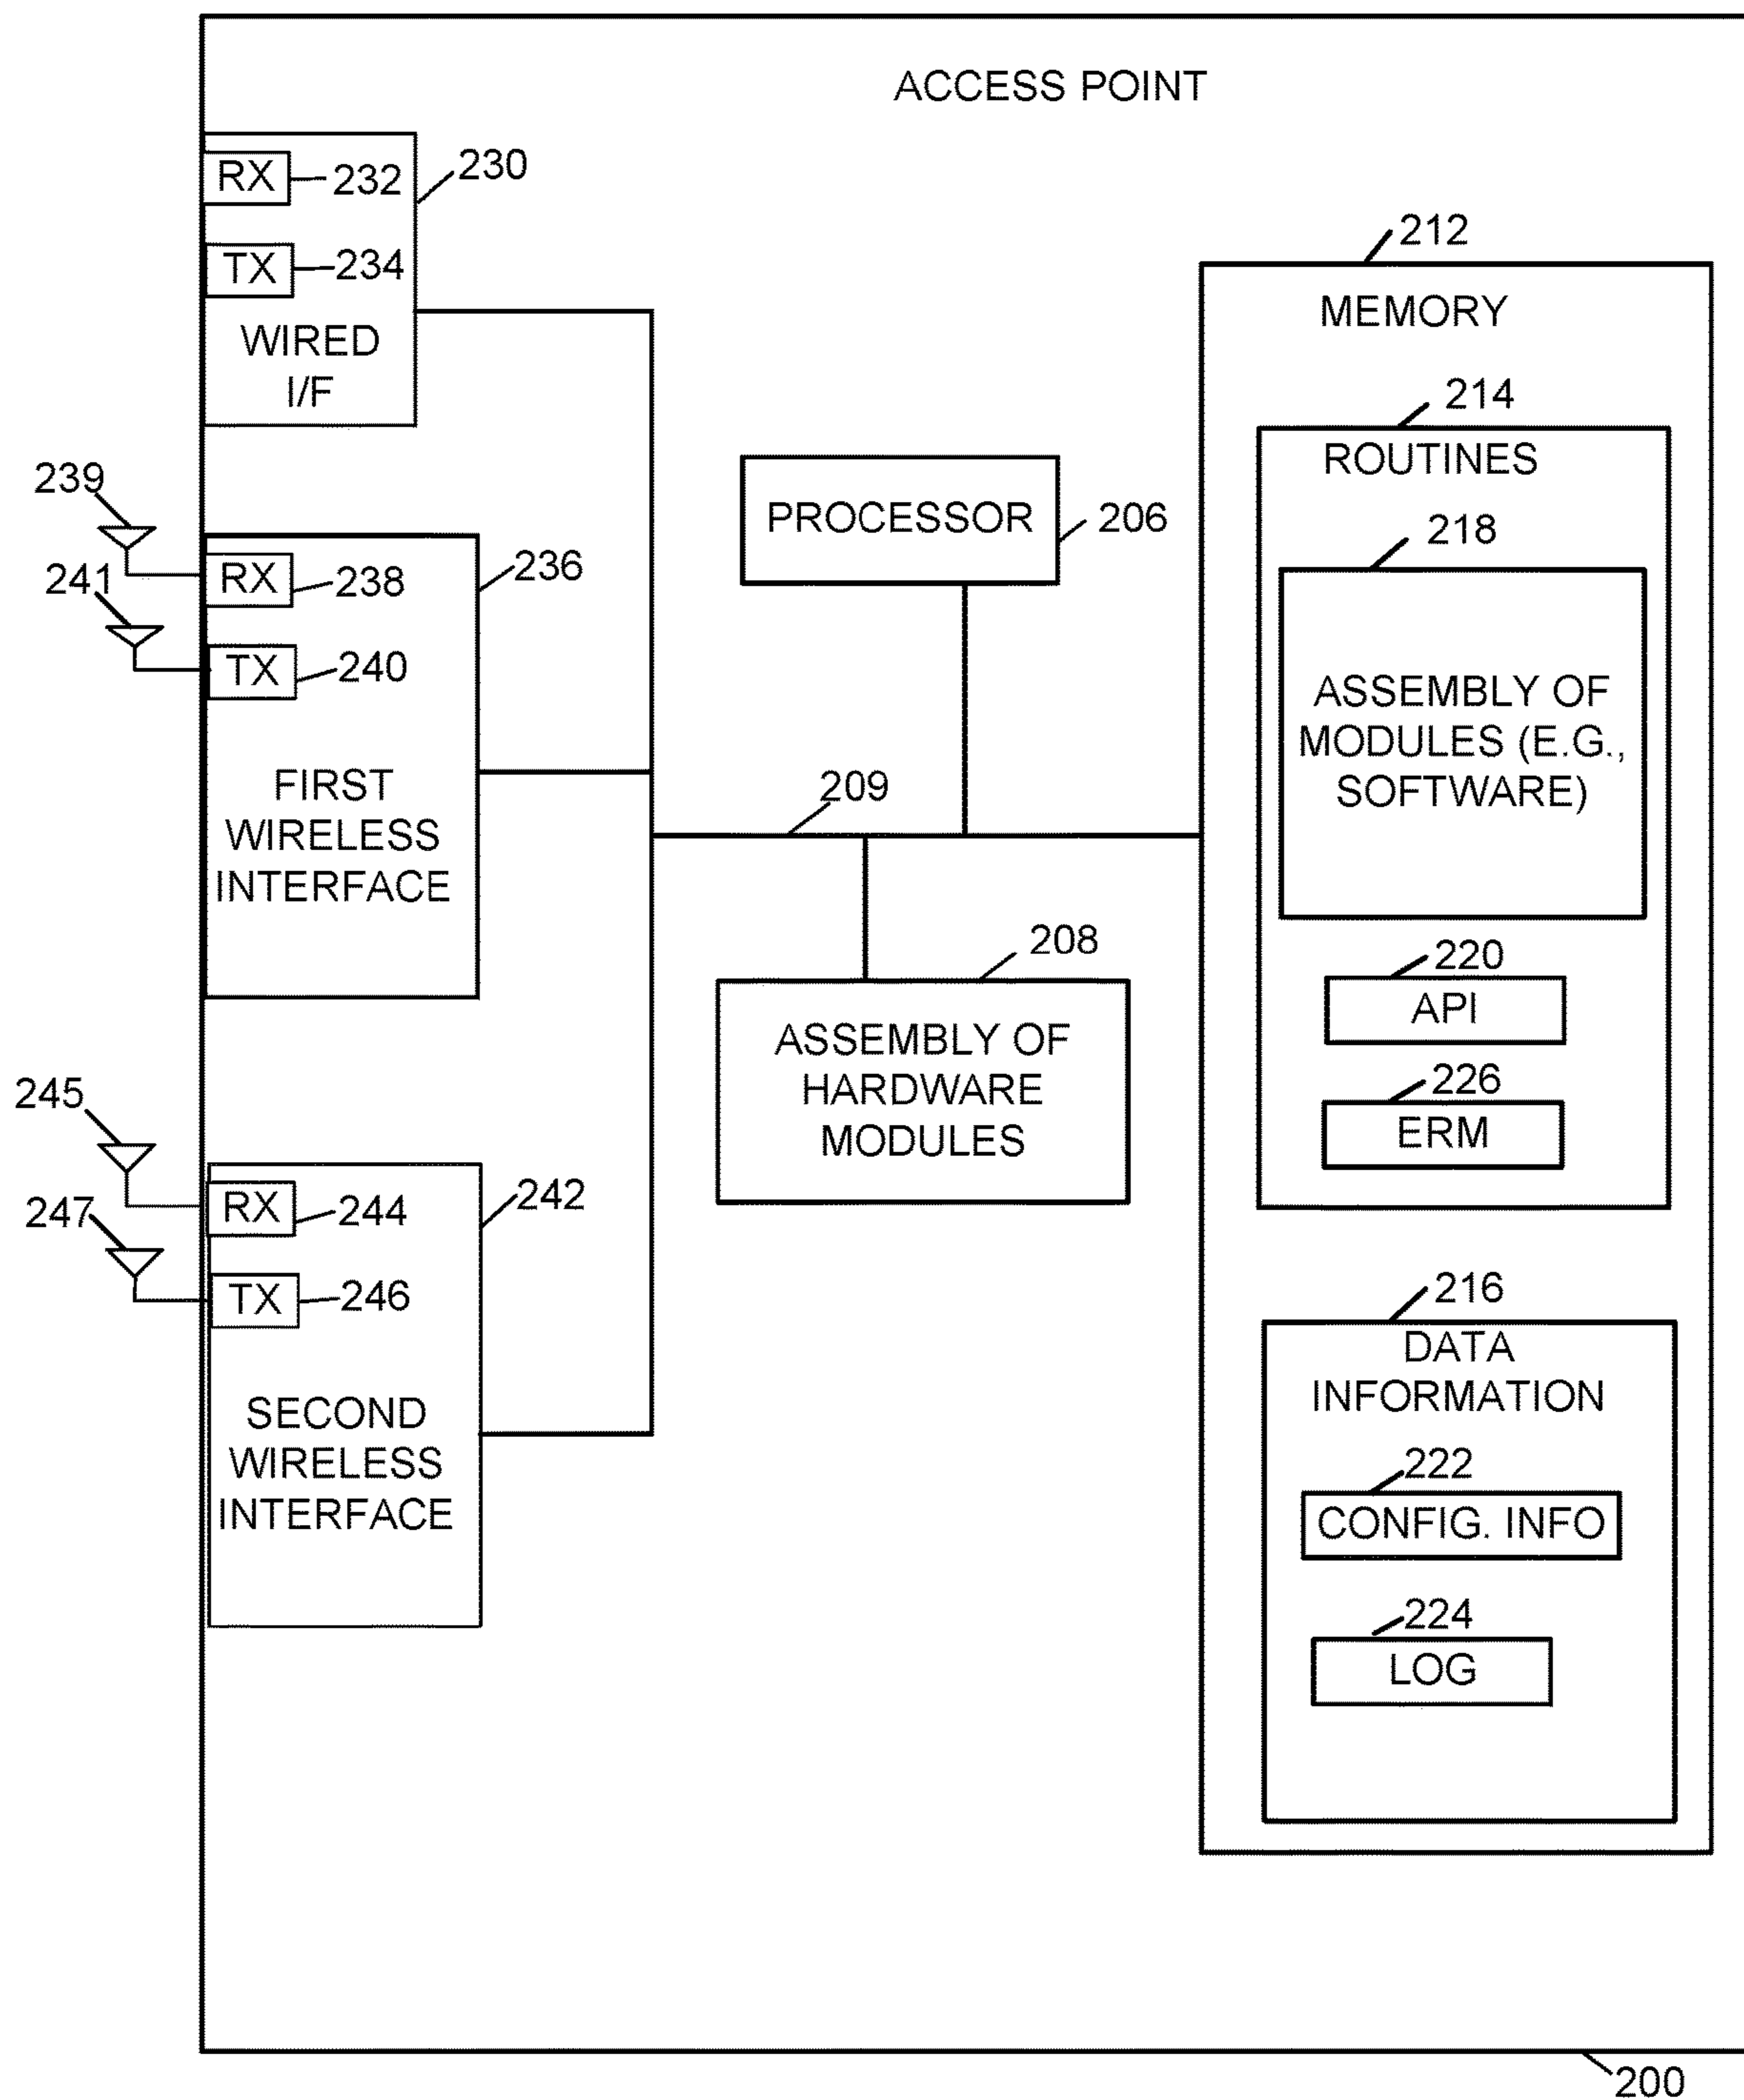 ACCESS POINT
RX
232
230
TX
234
WIRED
I/F
239
241
RX
238
236
TX
240
FIRST
WIRELESS
INTERFACE
245
247
RX
244
242
TX
246
SECOND
WIRELESS
INTERFACE
PROCESSOR
206
209
208
ASSEMBLY OF
HARDWARE
MODULES
212
MEMORY
214
ROUTINES
218
ASSEMBLY OF
MODULES (E.G.,
SOFTWARE)
220
API
226
ERM
216
DATA
INFORMATION
222
CONFIG. INFO
224
LOG
200